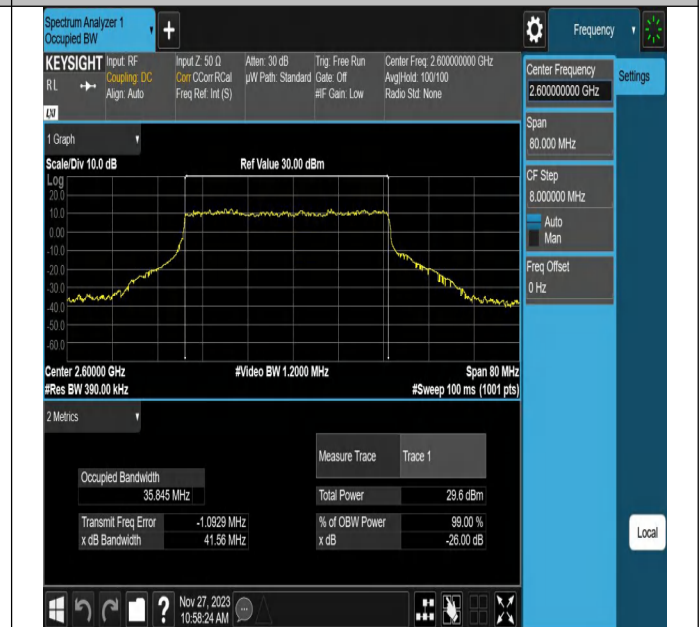 Spectrum Analyzer 1
Occupied BW
+
Frequency
KEYSIGHT
RL
LXI
Input: RF
Coupling: DC
Align: Auto
Input Z: 50 Ω
Corr CCorr RCal
Freq Ref: Int (S)
Atten: 30 dB
µW Path: Standard
Trig: Free Run
Gate: Off
#IF Gain: Low
Center Freq: 2.600000000 GHz
Avg|Hold: 100/100
Radio Std: None
Center Frequency
2.600000000 GHz
Settings
Span
80.000 MHz
CF Step
8.000000 MHz
Auto
Man
Freq Offset
0 Hz
Local
1 Graph
Scale/Div 10.0 dB
Ref Value 30.00 dBm
Log
20.0
10.0
0.00
-10.0
-20.0
-30.0
-40.0
-50.0
-60.0
Center 2.60000 GHz
#Video BW 1.2000 MHz
Span 80 MHz
#Res BW 390.00 kHz
#Sweep 100 ms (1001 pts)
2 Metrics
Measure Trace Trace 1
Occupied Bandwidth
35.845 MHz
Total Power 29.6 dBm
Transmit Freq Error -1.0929 MHz
% of OBW Power 99.00 %
x dB Bandwidth 41.56 MHz
x dB -26.00 dB
?
Nov 27, 2023
10:58:24 AM